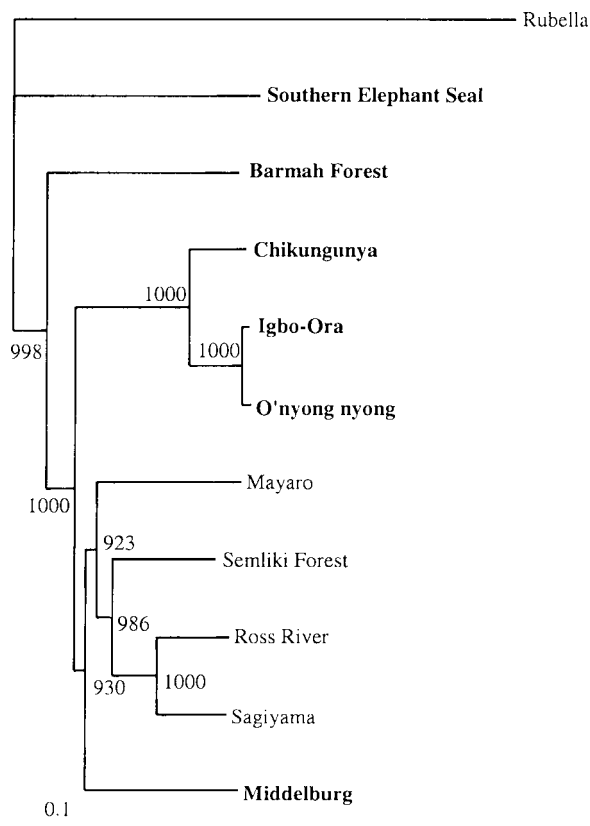 Rubella
Southern Elephant Seal
Barmah Forest
Chikungunya
1000
Igbo-Ora
1000
998
O'nyong nyong
Mayaro
1000
923
Semliki Forest
986
Ross River
1000
930
Sagiyama
Middelburg
0.1